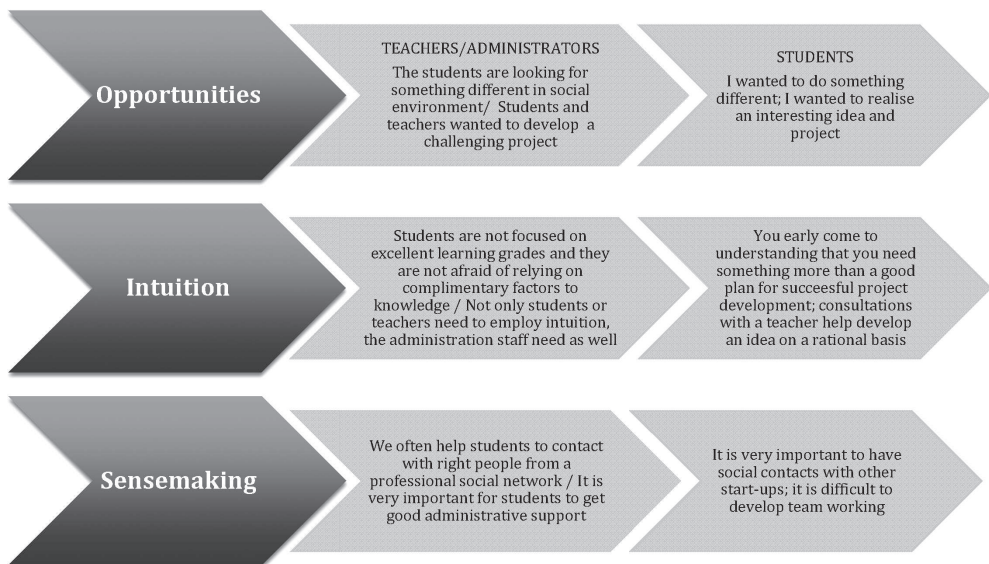 Opportunities
TEACHERS/ADMINISTRATORS
The students are looking for
something different in social
environment/ Students and
teachers wanted to develop a
challenging project
STUDENTS
I wanted to do something
different; I wanted to realise
an interesting idea and
project
Intuition
Students are not focused on
excellent learning grades and they
are not afraid of relying on
complimentary factors to
knowledge / Not only students or
teachers need to employ intuition,
the administration staff need as well
You early come to
understanding that you need
something more than a good
plan for succeesful project
development; consultations
with a teacher help develop
an idea on a rational basis
Sensemaking
We often help students to contact
with right people from a
professional social network / It is
very important for students to get
good administrative support
It is very important to have
social contacts with other
start-ups; it is difficult to
develop team working